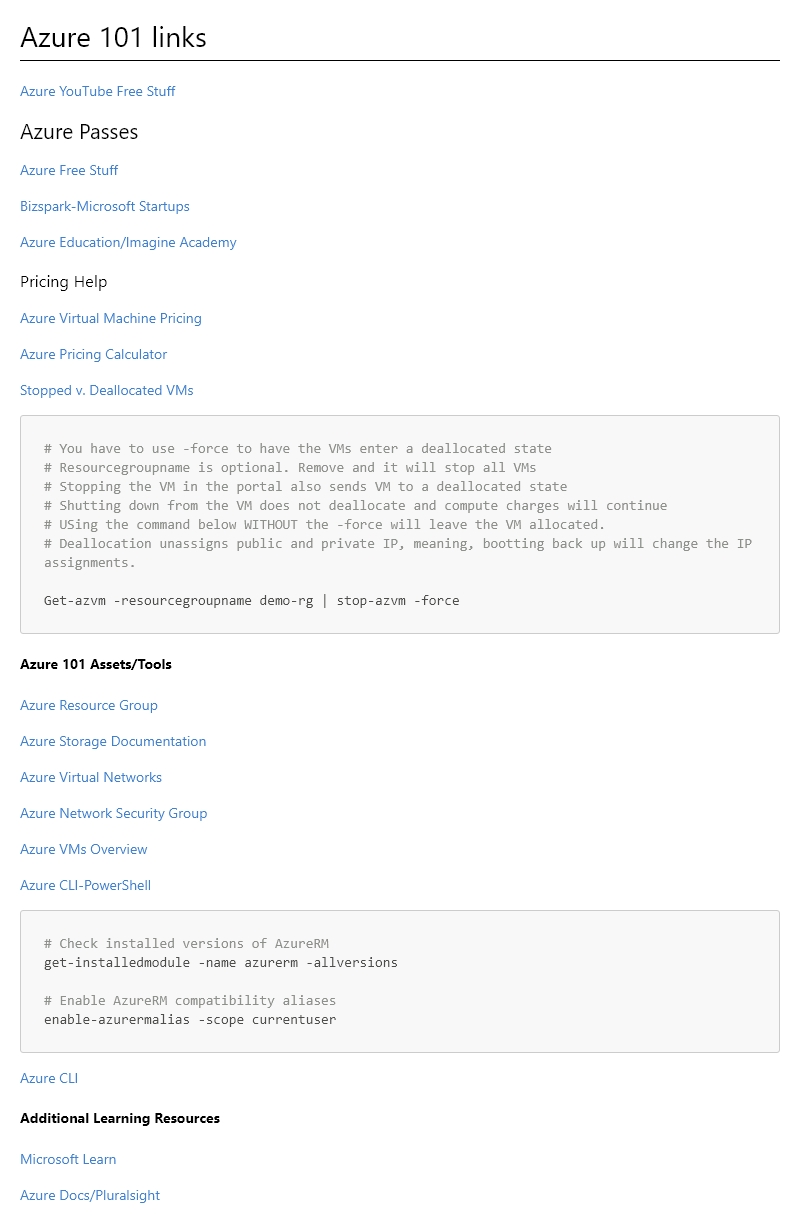 Azure 101 links
Azure YouTube Free Stuff
Azure Passes
Azure Free Stuff
Bizspark-Microsoft Startups
Azure Education/Imagine Academy
Pricing Help
Azure Virtual Machine Pricing
Azure Pricing Calculator
Stopped v. Deallocated VMs
# You have to use -force to have the VMs enter a deallocated state
# Resourcegroupname is optional. Remove and it will stop all VMs
# Stopping the VM in the portal also sends VM to a deallocated state
# Shutting down from the VM does not deallocate and compute charges will continue
# USing the command below WITHOUT the -force will leave the VM allocated.
# Deallocation unassigns public and private IP, meaning, bootting back up will change the IP
assignments.
Get-azvm -resourcegroupname demo-rg | stop-azvm -force
Azure 101 Assets/Tools
Azure Resource Group
Azure Storage Documentation
Azure Virtual Networks
Azure Network Security Group
Azure VMs Overview
Azure CLI-PowerShell
# Check installed versions of AzureRM
get-installedmodule -name azurerm -allversions
# Enable AzureRM compatibility aliases
enable-azurermalias -scope currentuser
Azure CLI
Additional Learning Resources
Microsoft Learn
Azure Docs/Pluralsight